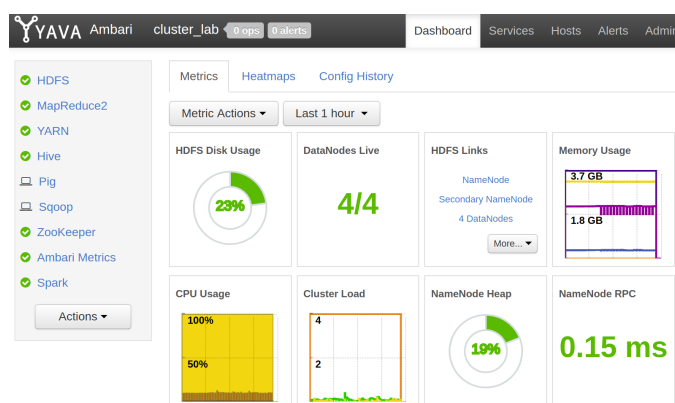 YAVA Ambari cluster_lab 0 ops 0 alerts Dashboard Services Hosts Alerts Admin
HDFS
MapReduce2
YARN
Hive
Pig
Sqoop
ZooKeeper
Ambari Metrics
Spark
Actions
Metrics Heatmaps Config History
Metric Actions Last 1 hour
HDFS Disk Usage
23%
DataNodes Live
4/4
HDFS Links
NameNode
Secondary NameNode
4 DataNodes
More...
Memory Usage
3.7 GB
1.8 GB
CPU Usage
100%
50%
Cluster Load
4
2
NameNode Heap
19%
NameNode RPC
0.15 ms